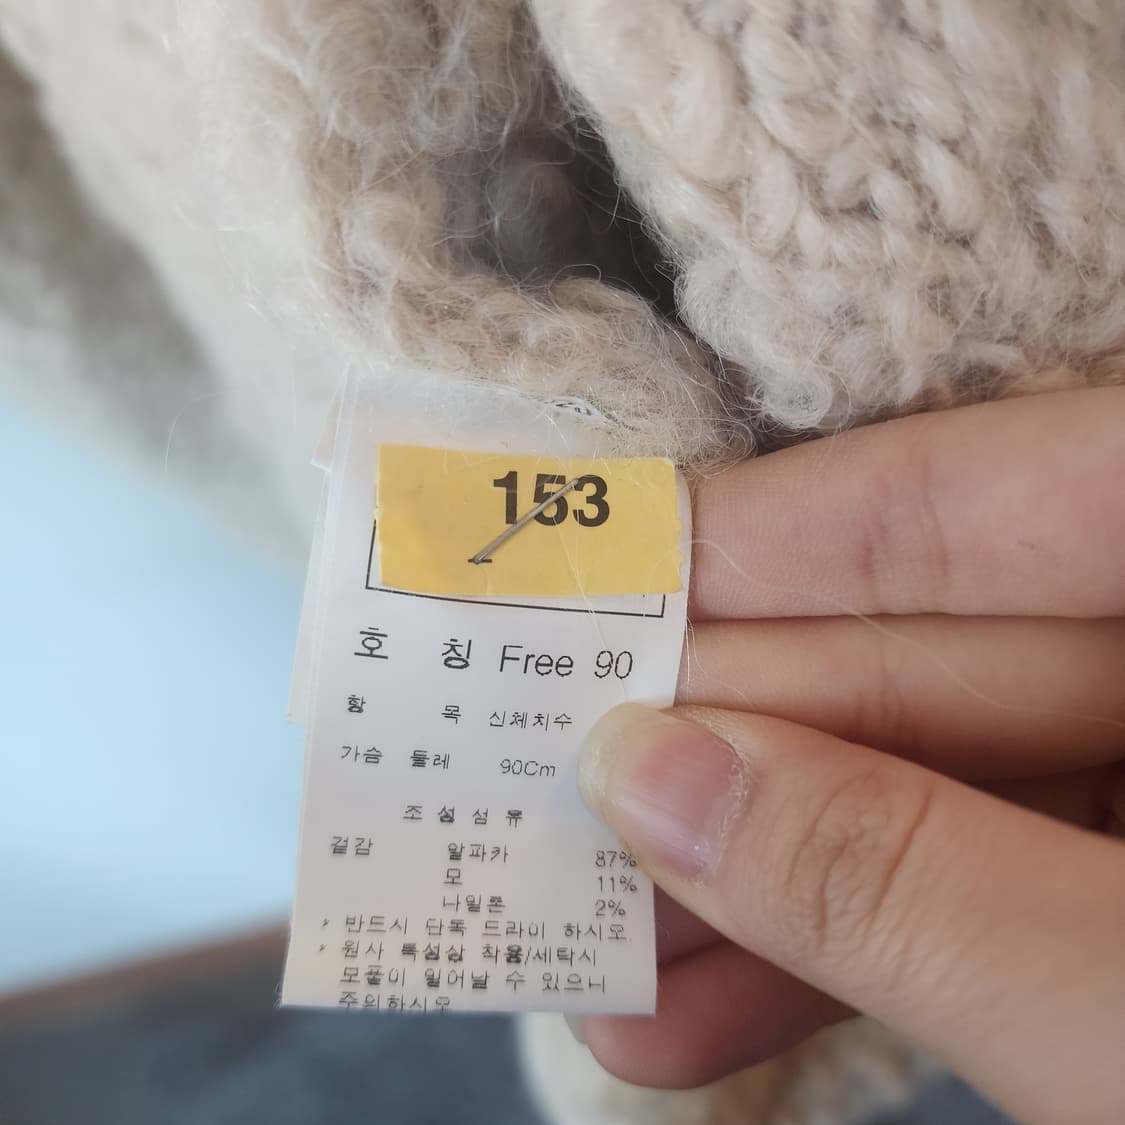 153
호 칭 Free 90
항 목 신체치수
가슴 둘레 90Cm
조 성 섬 유
겉감 알파카 87%
모 11%
나일론 2%
* 반드시 단독 드라이 하시오.
* 원사 특성상 착용/세탁시
모풀이 일어날 수 있으니
주의하시오